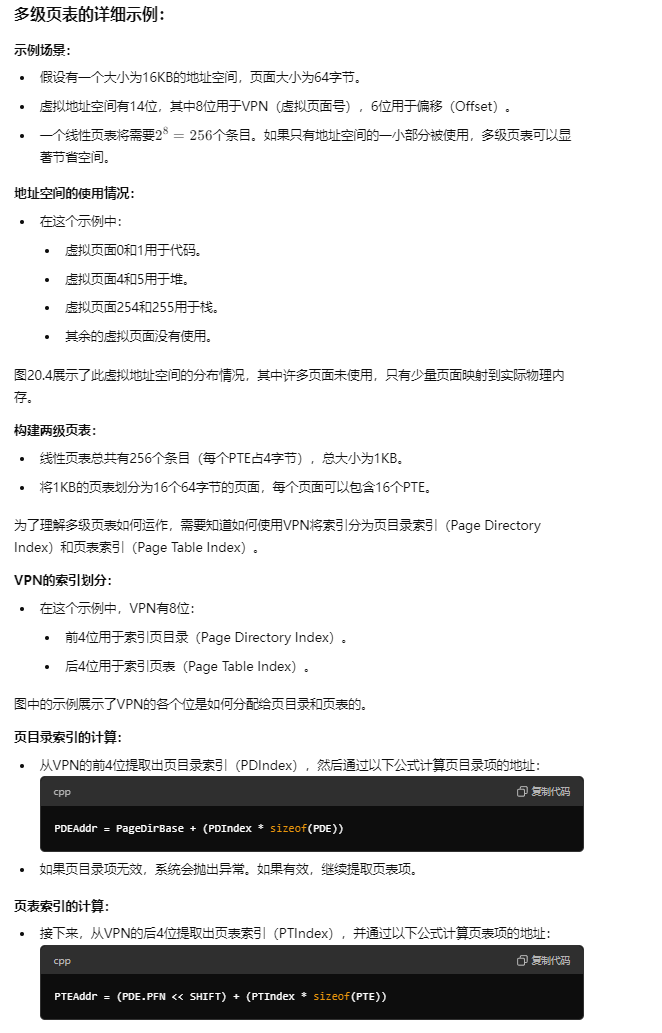 多级页表的详细示例：
示例场景：
• 假设有一个大小为16KB的地址空间，页面大小为64字节。
• 虚拟地址空间有14位，其中8位用于VPN（虚拟页面号），6位用于偏移（Offset）。
• 一个线性页表将需要2⁸ = 256个条目。如果只有地址空间的一小部分被使用，多级页表可以显
著节省空间。
地址空间的使用情况：
• 在这个示例中：
• 虚拟页面0和1用于代码。
• 虚拟页面4和5用于堆。
• 虚拟页面254和255用于栈。
• 其余的虚拟页面没有使用。
图20.4展示了此虚拟地址空间的分布情况，其中许多页面未使用，只有少量页面映射到实际物理内
存。
构建两级页表：
• 线性页表总共有256个条目（每个PTE占4字节），总大小为1KB。
• 将1KB的页表划分为16个64字节的页面，每个页面可以包含16个PTE。
为了理解多级页表如何运作，需要知道如何使用VPN将索引分为页目录索引（Page Directory
Index）和页表索引（Page Table Index）。
VPN的索引划分：
• 在这个示例中，VPN有8位：
• 前4位用于索引页目录（Page Directory Index）。
• 后4位用于索引页表（Page Table Index）。
图中的示例展示了VPN的各个位是如何分配给页目录和页表的。
页目录索引的计算：
• 从VPN的前4位提取出页目录索引（PDIndex），然后通过以下公式计算页目录项的地址：
cpp 复制代码
PDEAddr = PageDirBase + (PDIndex * sizeof(PDE))
• 如果页目录项无效，系统会抛出异常。如果有效，继续提取页表项。
页表索引的计算：
• 接下来，从VPN的后4位提取出页表索引（PTIndex），并通过以下公式计算页表项的地址：
cpp 复制代码
PTEAddr = (PDE.PFN << SHIFT) + (PTIndex * sizeof(PTE))